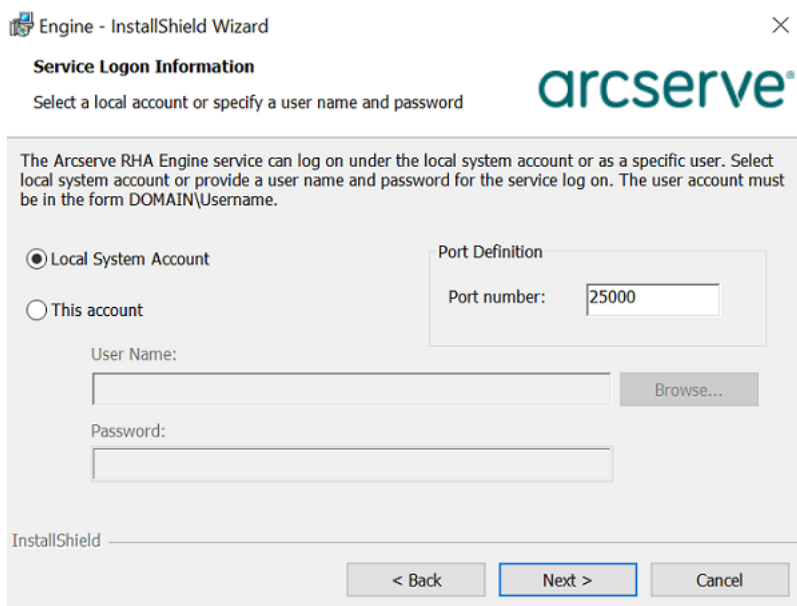 Engine - InstallShield Wizard
Service Logon Information
Select a local account or specify a user name and password
arcserve®
The Arcserve RHA Engine service can log on under the local system account or as a specific user. Select
local system account or provide a user name and password for the service log on. The user account must
be in the form DOMAIN\Username.
Local System Account
This account
Port Definition
Port number:
25000
User Name:
Browse...
Password:
InstallShield
< Back
Next >
Cancel